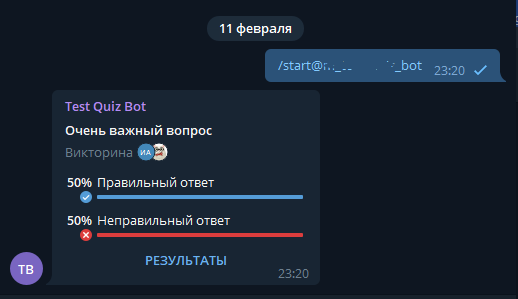 11 февраля
/start@ _bot 23:20
Test Quiz Bot
Очень важный вопрос
Викторина ИА
50% Правильный ответ
50% Неправильный ответ
РЕЗУЛЬТАТЫ
23:20
TB